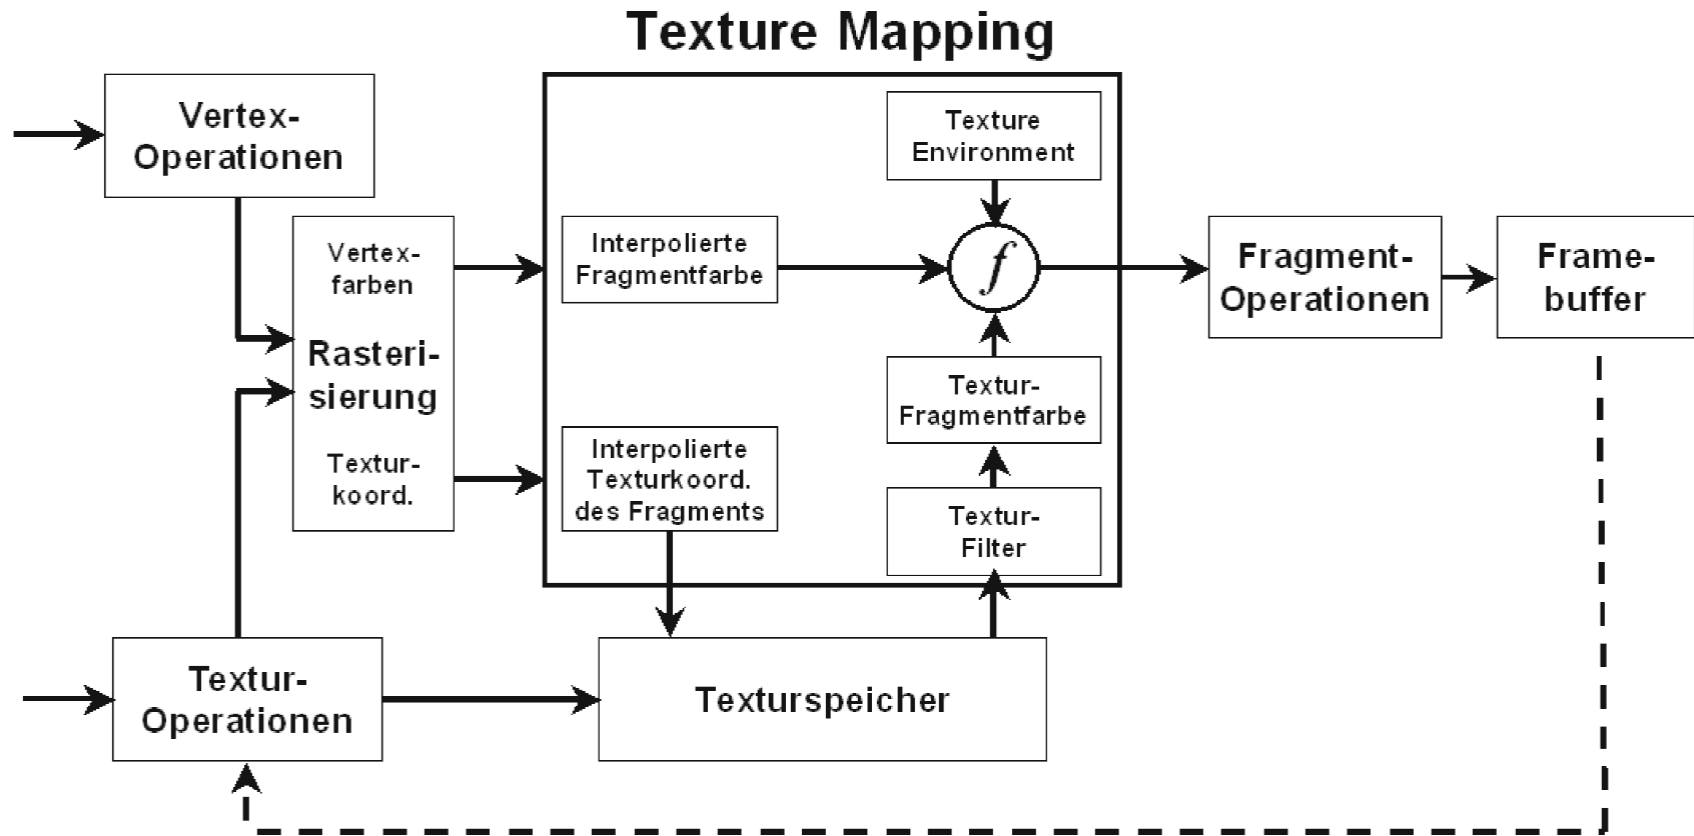 Texture Mapping
Vertex-
Operationen
Texture
Environment
Vertex-
farben
Rasteri-
sierung
Textur-
koord.
Interpolierte
Fragmentfarbe
f
Fragment-
Operationen
Frame-
buffer
Textur-
Fragmentfarbe
Interpolierte
Texturkoord.
des Fragments
Textur-
Filter
Textur-
Operationen
Texturspeicher